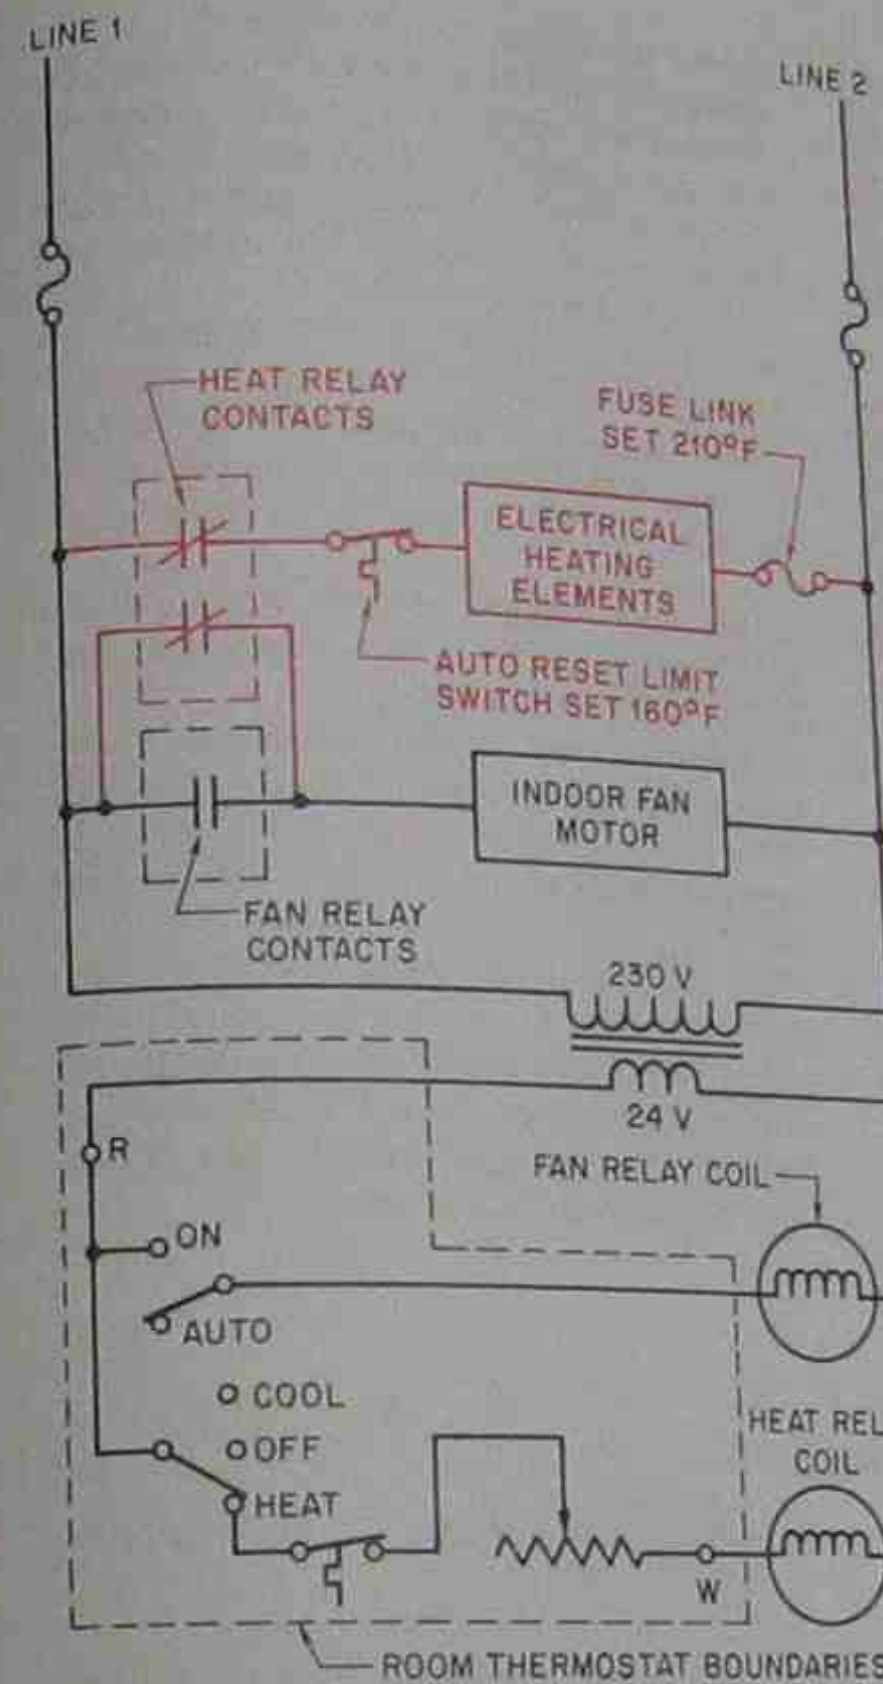 LINE 1
LINE 2
HEAT RELAY
CONTACTS
FUSE LINK
SET 210°F
ELECTRICAL
HEATING
ELEMENTS
AUTO RESET LIMIT
SWITCH SET 160°F
INDOOR FAN
MOTOR
FAN RELAY
CONTACTS
230 V
24 V
R
FAN RELAY COIL
ON
AUTO
COOL
OFF
HEAT
HEAT REL
COIL
W
ROOM THERMOSTAT BOUNDARIES